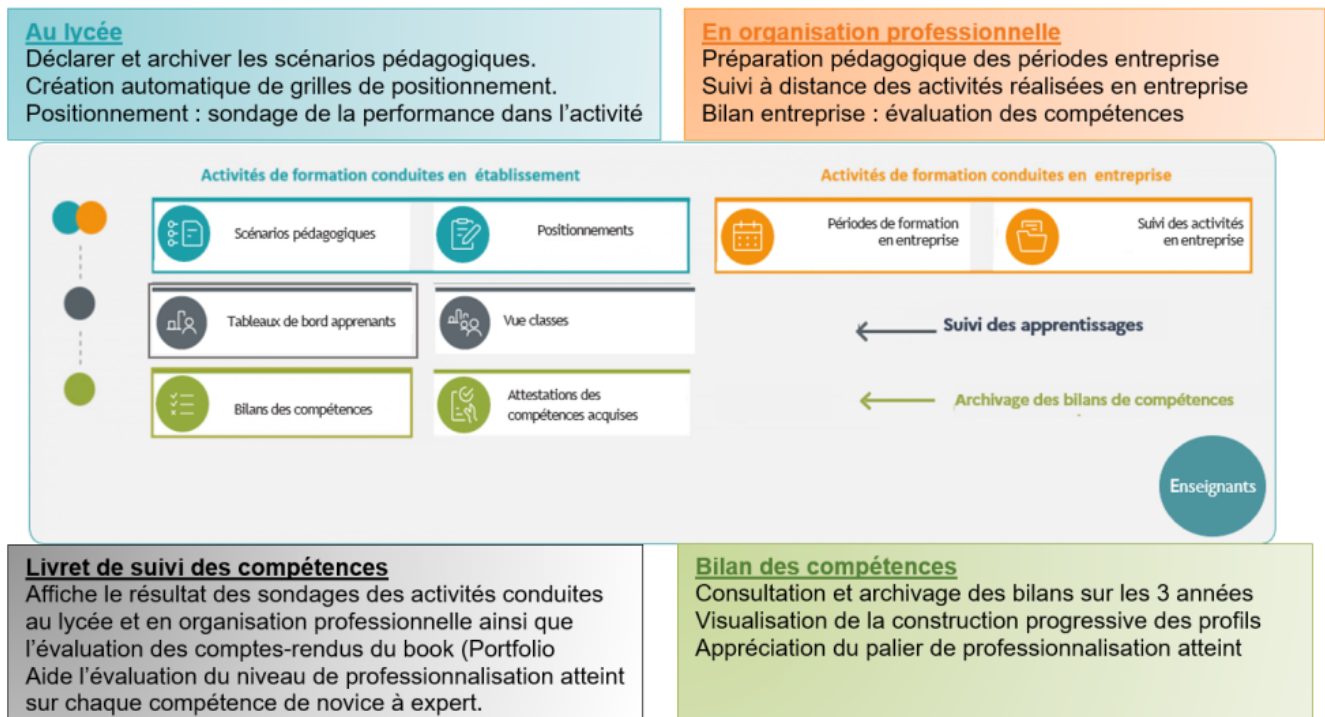 Au lycée
Déclarer et archiver les scénarios pédagogiques.
Création automatique de grilles de positionnement.
Positionnement : sondage de la performance dans l’activité
En organisation professionnelle
Préparation pédagogique des périodes entreprise
Suivi à distance des activités réalisées en entreprise
Bilan entreprise : évaluation des compétences
Activités de formation conduites en établissement
Activités de formation conduites en entreprise
Scénarios pédagogiques
Positionnements
Périodes de formation
en entreprise
Suivi des activités
en entreprise
Tableaux de bord apprenants
Vue classes
Suivi des apprentissages
Bilans des compétences
Attestations des
compétences acquises
Archivage des bilans de compétences
Enseignants
Livret de suivi des compétences
Affiche le résultat des sondages des activités conduites
au lycée et en organisation professionnelle ainsi que
l’évaluation des comptes-rendus du book (Portfolio
Aide l’évaluation du niveau de professionnalisation atteint
sur chaque compétence de novice à expert.
Bilan des compétences
Consultation et archivage des bilans sur les 3 années
Visualisation de la construction progressive des profils
Appréciation du palier de professionnalisation atteint